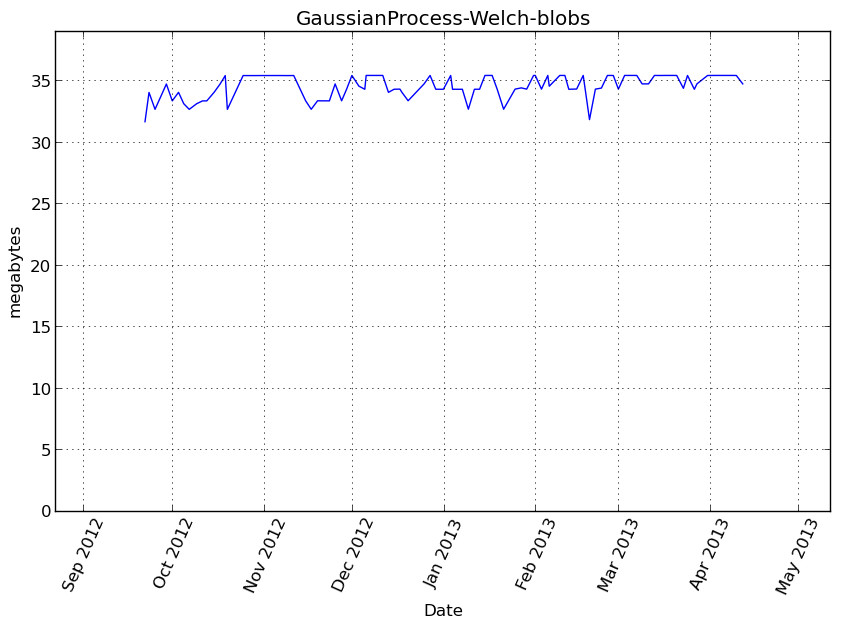 GaussianProcess-Welch-blobs
35
30
25
20
15
10
5
0
megabytes
Sep 2012
Oct 2012
Nov 2012
Dec 2012
Jan 2013
Feb 2013
Mar 2013
Apr 2013
May 2013
Date